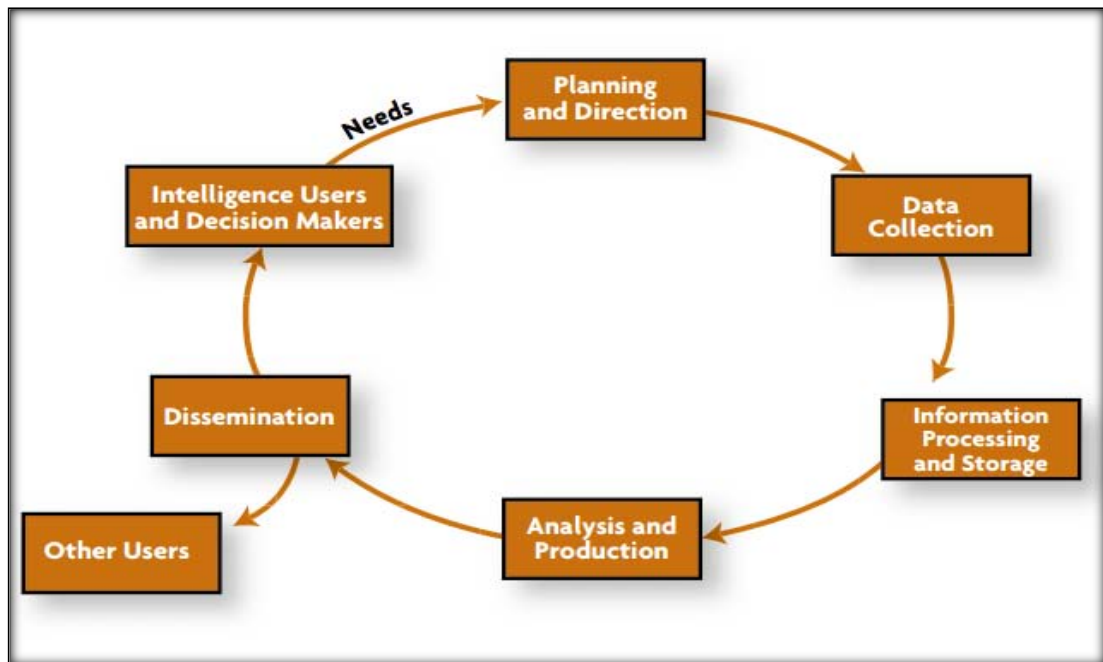 Planning
and Direction
Needs
Intelligence Users
and Decision Makers
Data
Collection
Dissemination
Information
Processing
and Storage
Analysis and
Production
Other Users